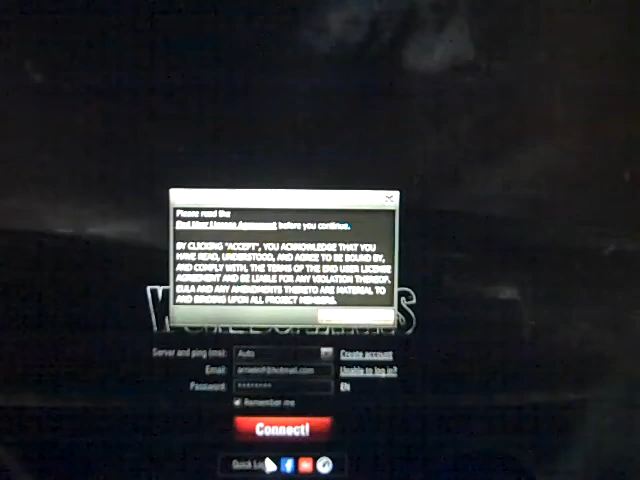 Please read the
End User License Agreement before you continue.
BY CLICKING "ACCEPT", YOU ACKNOWLEDGE THAT YOU
HAVE READ, UNDERSTOOD, AND AGREE TO BE BOUND BY,
AND COMPLY WITH, THE TERMS OF THE END USER LICENSE
AGREEMENT AND BE LIABLE FOR ANY VIOLATION THEREOF.
EULA AND ANY AMENDMENTS THERETO ARE MATERIAL TO
AND BINDING UPON ALL PROJECT MEMBERS.
Server and ping (ms): Auto Create account
Email: Unable to log in?
Password: ******** EN
Remember me
Connect!
Quick